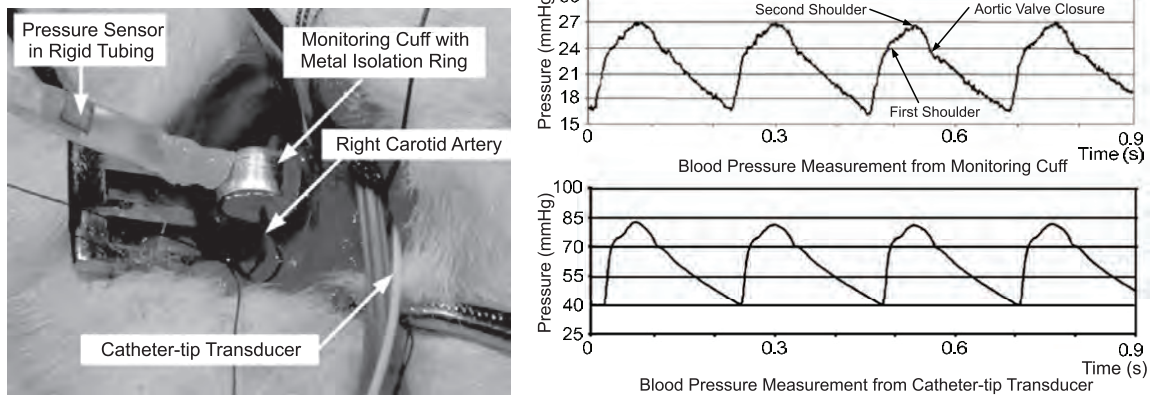 Pressure Sensor
in Rigid Tubing
Monitoring Cuff with
Metal Isolation Ring
Right Carotid Artery
Catheter-tip Transducer
Pressure (mmHg)
27
24
21
18
15
Second Shoulder
Aortic Valve Closure
First Shoulder
0
0.3
0.6
0.9
Time (s)
Blood Pressure Measurement from Monitoring Cuff
Pressure (mmHg)
100
85
70
55
40
25
0
0.3
0.6
0.9
Time (s)
Blood Pressure Measurement from Catheter-tip Transducer